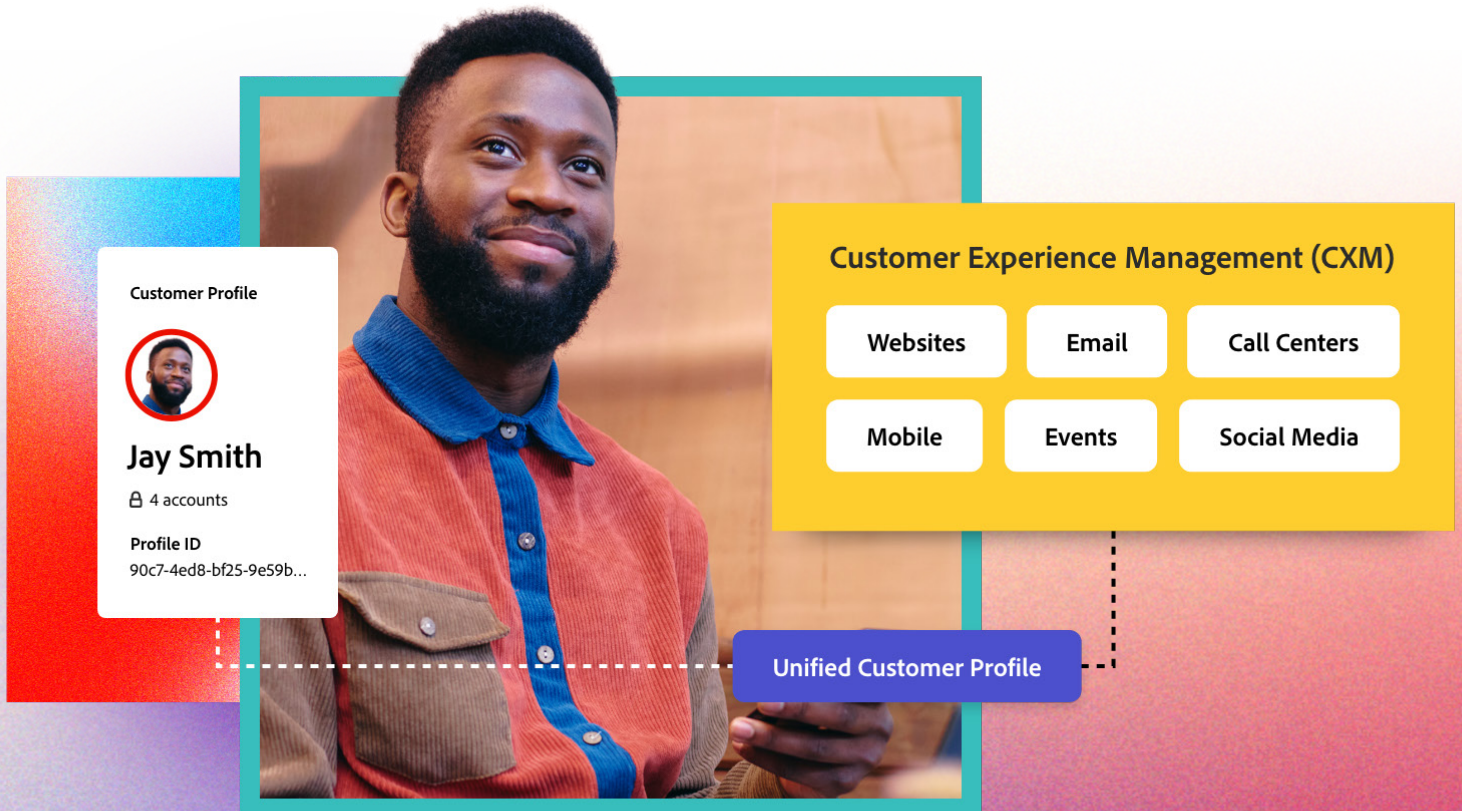 Customer Profile
Jay Smith
4 accounts
Profile ID
90c7-4ed8-bf25-9e59b...
Customer Experience Management (CXM)
Websites
Email
Call Centers
Mobile
Events
Social Media
Unified Customer Profile